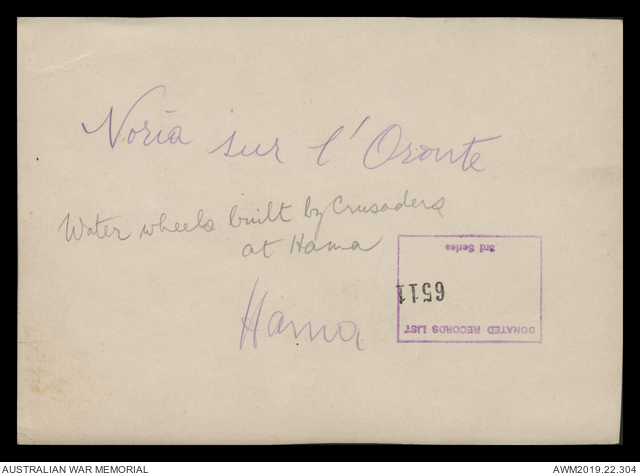 Noria sur l'Oronte
Water wheels built by Crusaders
at Hama
Hama
DONATED RECORDS LIST
6511
3rd Series
AUSTRALIAN WAR MEMORIAL
AWM2019.22.304